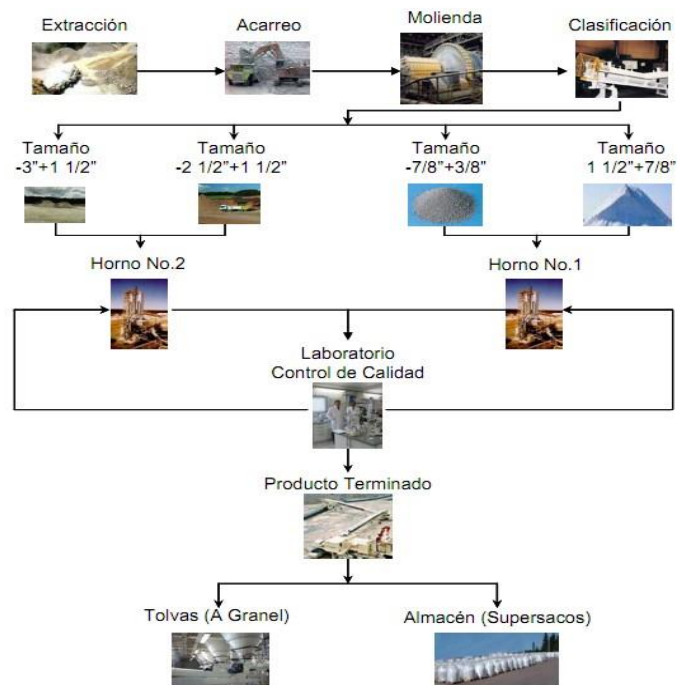 Extracción
Acarreo
Molienda
Clasificación
Tamaño
-3"+1 1/2"
Tamaño
-2 1/2"+1 1/2"
Tamaño
-7/8"+3/8"
Tamaño
1 1/2"+7/8"
Horno No.2
Horno No.1
Laboratorio
Control de Calidad
Producto Terminado
Tolvas (A Granel)
Almacén (Supersacos)